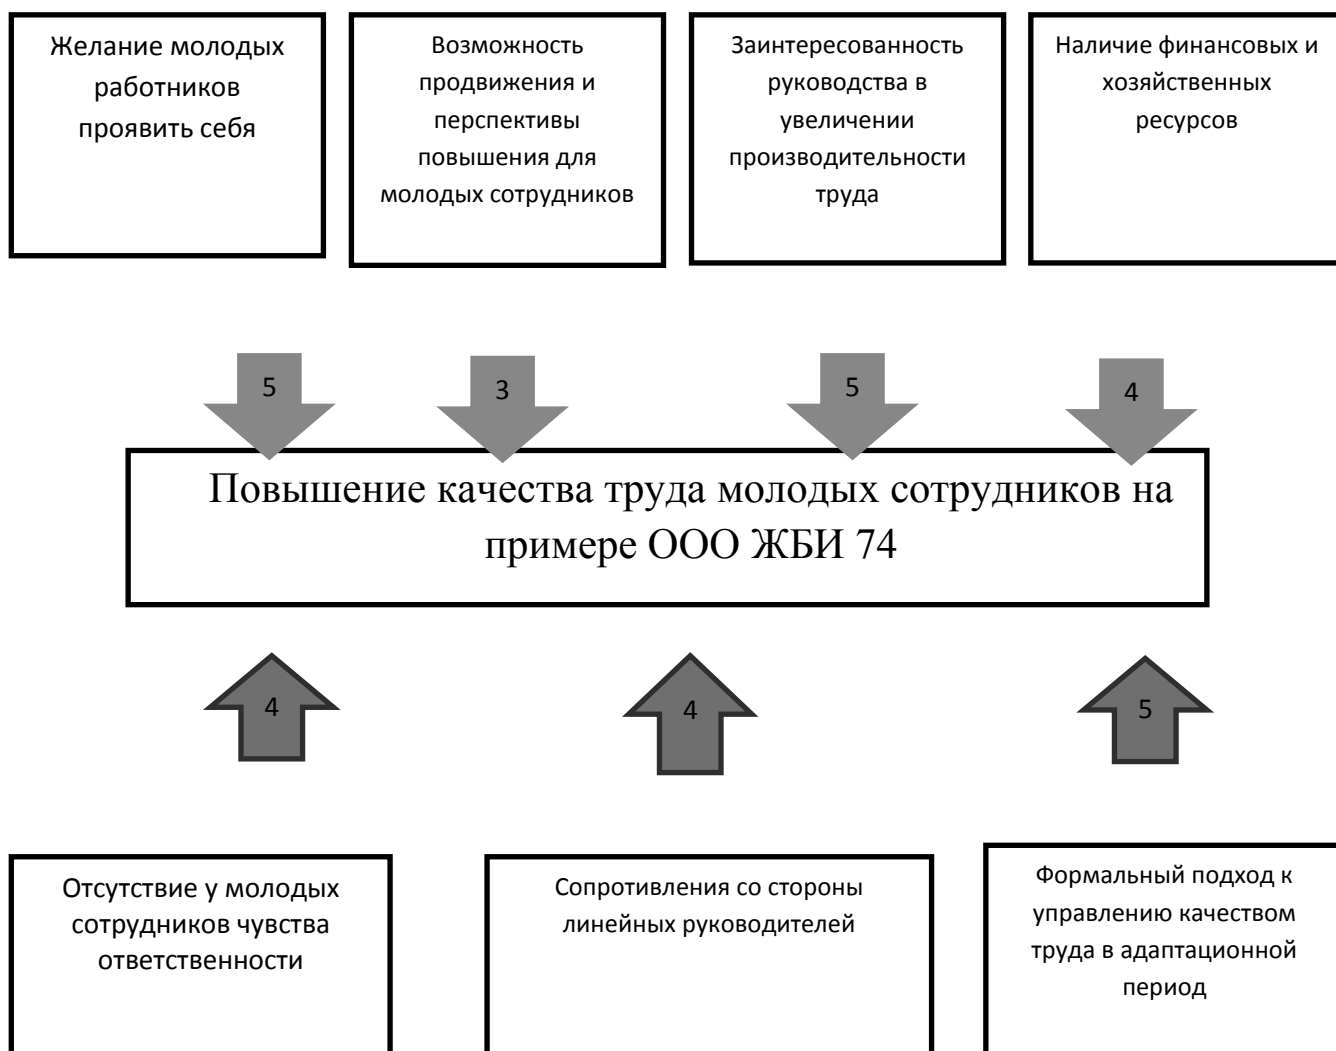 Желание молодых
работников
проявить себя
Возможность
продвижения и
перспективы
повышения для
молодых сотрудников
Заинтересованность
руководства в
увеличении
производительности
труда
Наличие финансовых и
хозяйственных
ресурсов
5
3
5
4
Повышение качества труда молодых сотрудников на
примере ООО ЖБИ 74
4
4
5
Отсутствие у молодых
сотрудников чувства
ответственности
Сопротивления со стороны
линейных руководителей
Формальный подход к
управлению качеством
труда в адаптационной
период